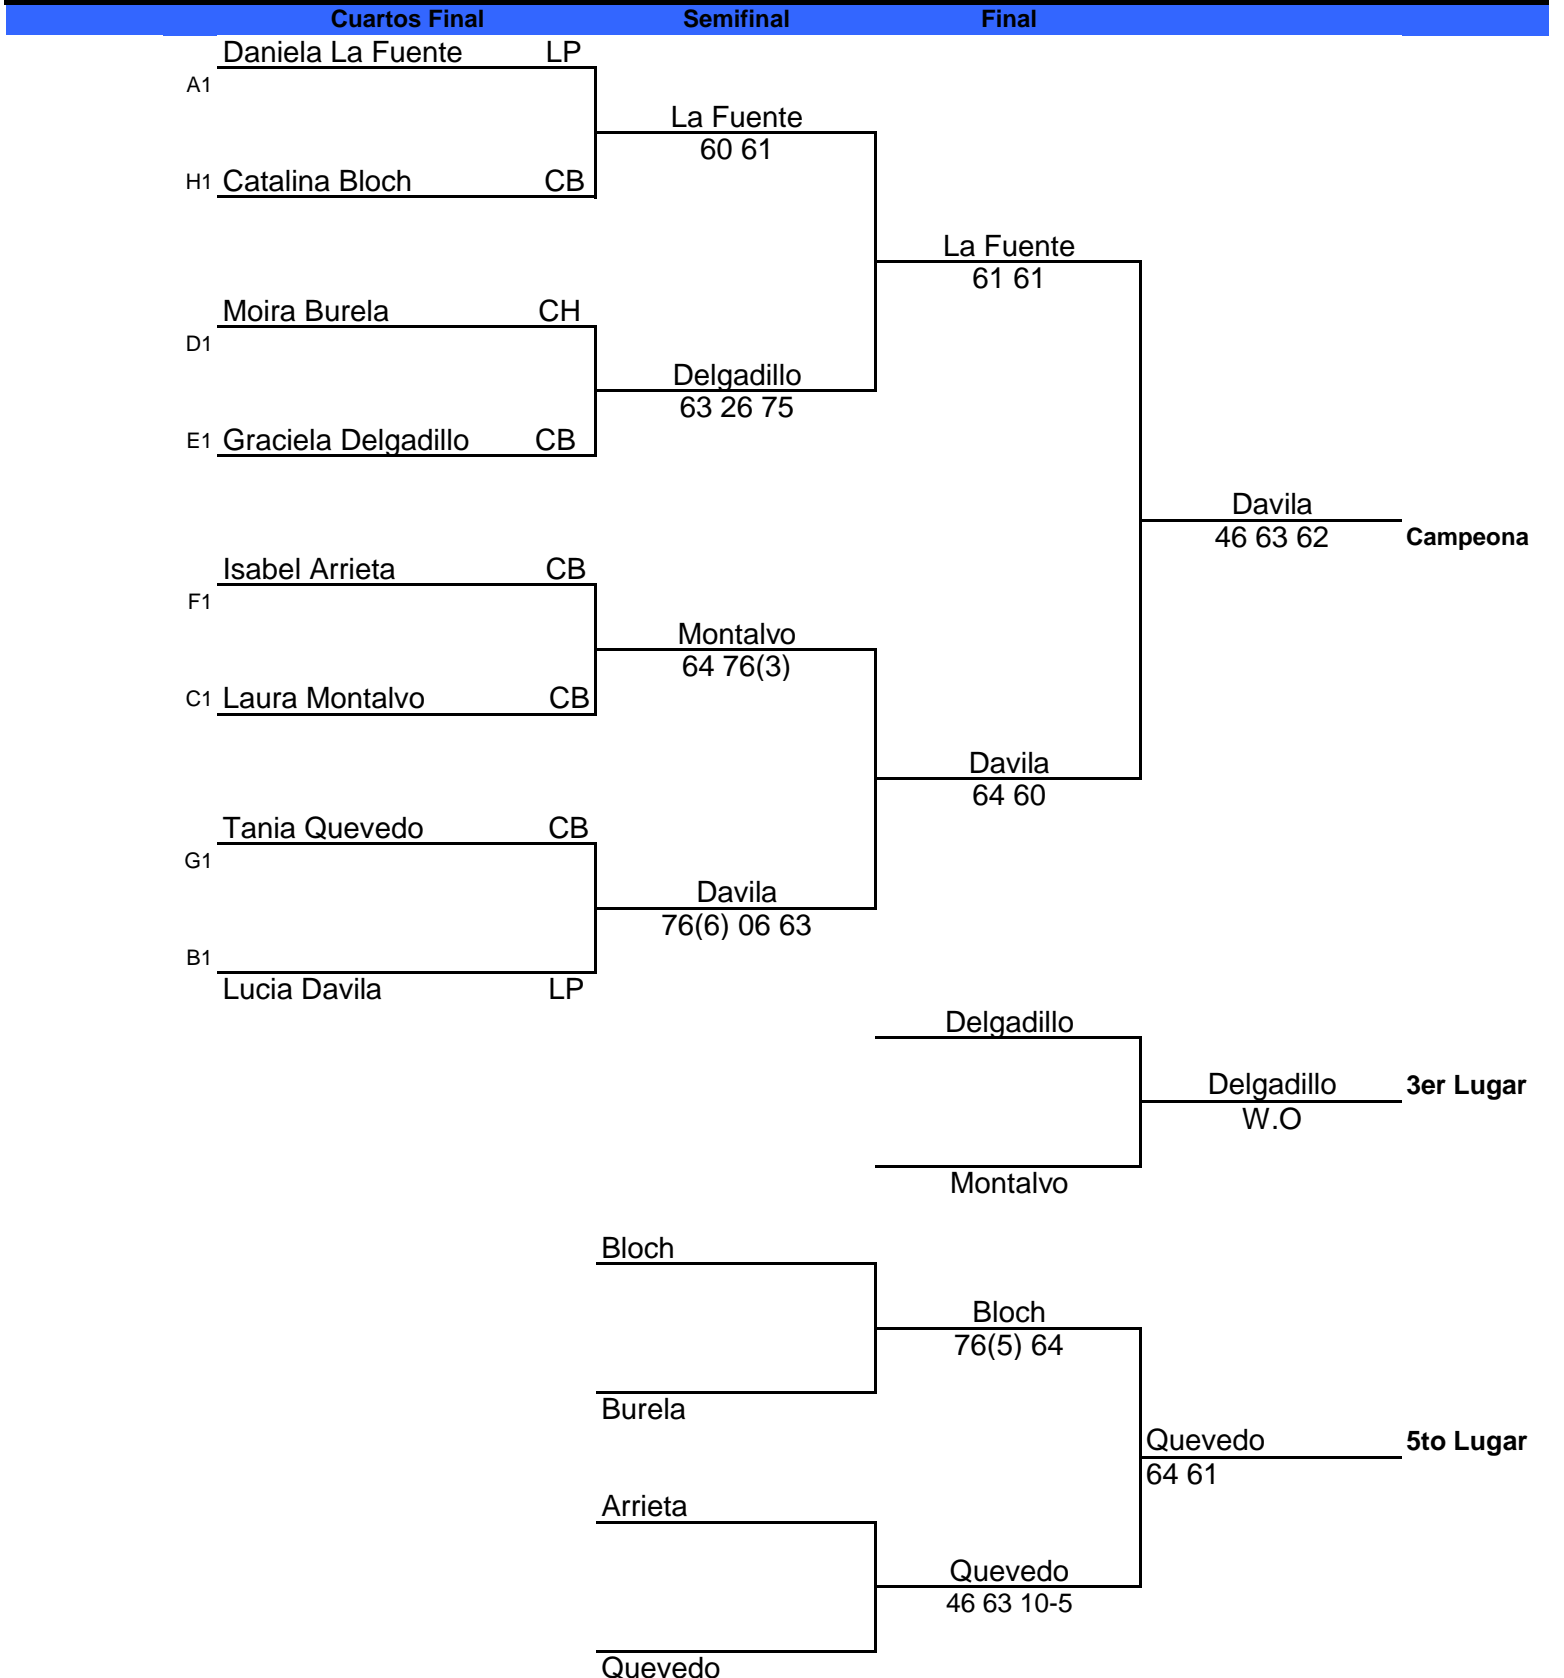 Cuartos Final Semifinal Final
Daniela La Fuente LP
A1
La Fuente
60 61
H1 Catalina Bloch CB
La Fuente
61 61
Moira Burela CH
D1
Delgadillo
63 26 75
E1 Graciela Delgadillo CB
Davila
46 63 62 Campeona
Isabel Arrieta CB
F1
Montalvo
64 76(3)
C1 Laura Montalvo CB
Davila
64 60
Tania Quevedo CB
G1
Davila
76(6) 06 63
B1
Lucia Davila LP
Delgadillo
Delgadillo 3er Lugar
W.O
Montalvo
Bloch
Bloch
76(5) 64
Burela
Quevedo 5to Lugar
64 61
Arrieta
Quevedo
46 63 10-5
Quevedo